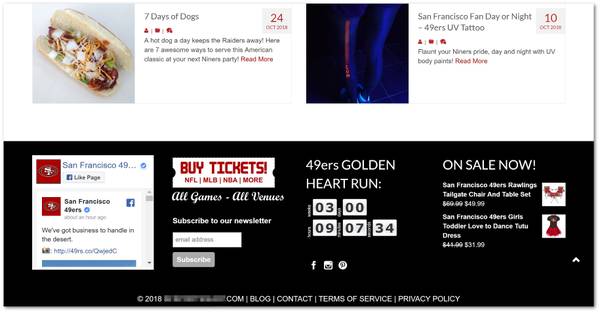 7 Days of Dogs
24
OCT 2018
A hot dog a day keeps the Raiders away! Here
are 7 awesome ways to serve this American
classic at your next Niners party! Read More
San Francisco Fan Day or Night
– 49ers UV Tattoo
10
OCT 2018
Flaunt your Niners pride, day and night with UV
body paints! Read More
San Francisco 49...
Like Page
San Francisco
49ers
about an hour ago
We've got business to handle in
the desert.
: http://49rs.co/QwjedC
BUY TICKETS!
NFL | MLB | NBA | MORE
All Games - All Venues
Subscribe to our newsletter
email address
Subscribe
49ers GOLDEN
HEART RUN:
03 00
09 07 34
ON SALE NOW!
San Francisco 49ers Rawlings
Tailgate Chair And Table Set
$69.99 $49.99
San Francisco 49ers Girls
Toddler Love to Dance Tutu
Dress
$41.99 $31.99
© 2018 .COM | BLOG | CONTACT | TERMS OF SERVICE | PRIVACY POLICY